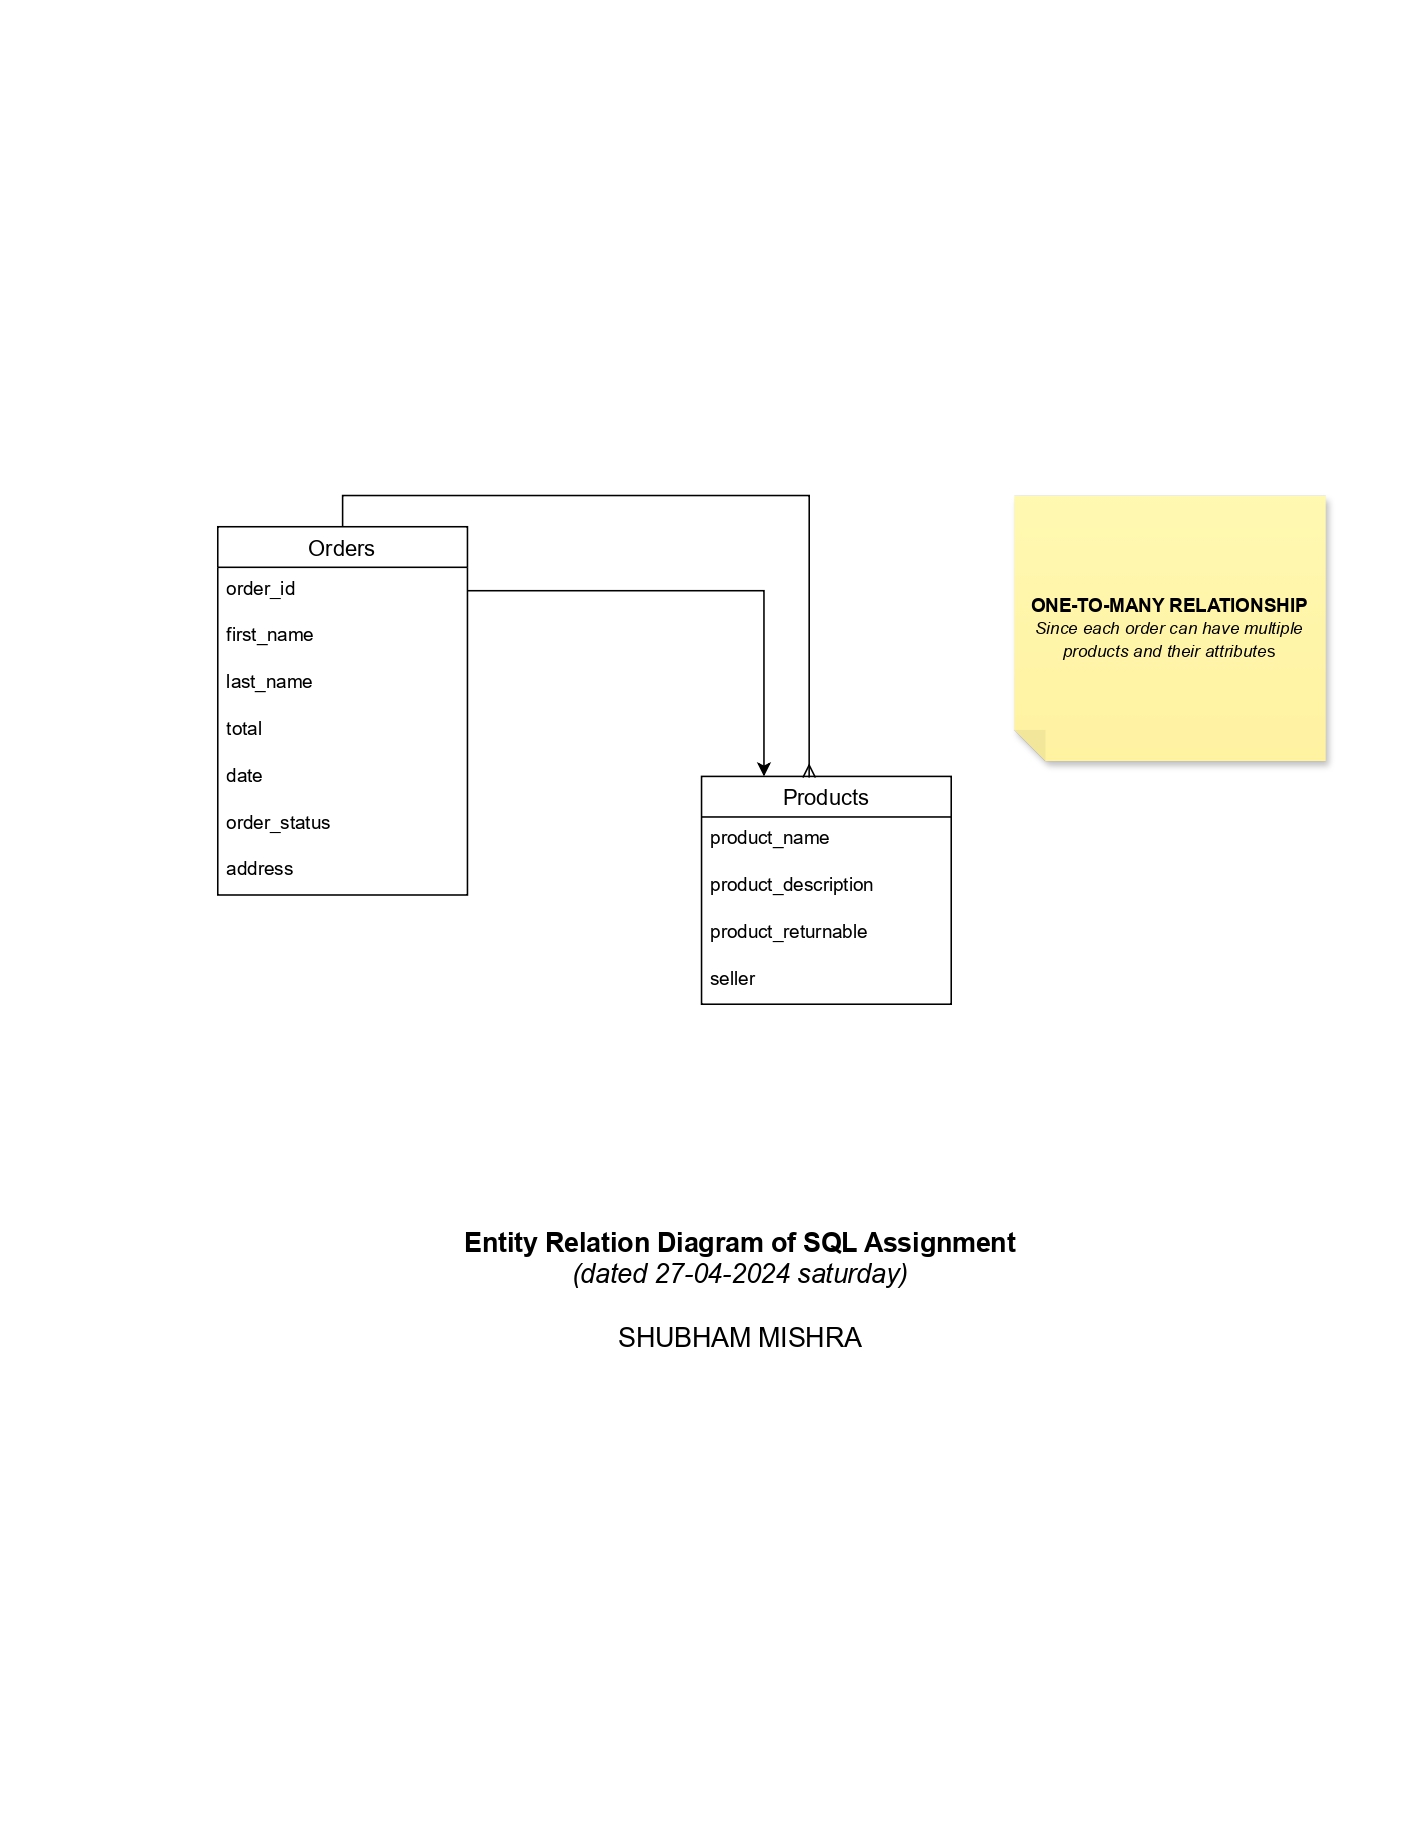 Orders
order_id
first_name
last_name
total
date
order_status
address
Products
product_name
product_description
product_returnable
seller
ONE-TO-MANY RELATIONSHIP
Since each order can have multiple
products and their attributes
Entity Relation Diagram of SQL Assignment
(dated 27-04-2024 saturday)
SHUBHAM MISHRA